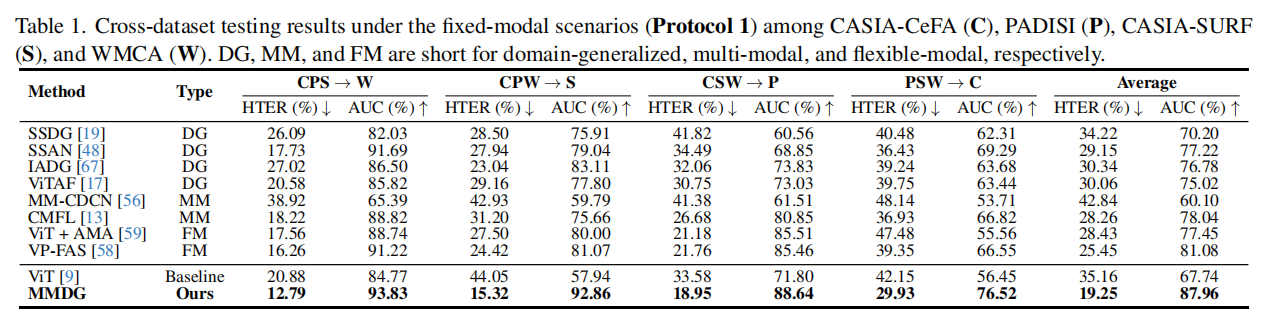 Table 1. Cross-dataset testing results under the fixed-modal scenarios (Protocol 1) among CASIA-CeFA (C), PADISI (P), CASIA-SURF
(S), and WMCA (W). DG, MM, and FM are short for domain-generalized, multi-modal, and flexible-modal, respectively.
Method Type CPS → W CPW → S CSW → P PSW → C Average
HTER (%) ↓ AUC (%) ↑ HTER (%) ↓ AUC (%) ↑ HTER (%) ↓ AUC (%) ↑ HTER (%) ↓ AUC (%) ↑ HTER (%) ↓ AUC (%) ↑
SSDG [19] DG 26.09 82.03 28.50 75.91 41.82 60.56 40.48 62.31 34.22 70.20
SSAN [48] DG 17.73 91.69 27.94 79.04 34.49 68.85 36.43 69.29 29.15 77.22
IADG [67] DG 27.02 86.50 23.04 83.11 32.06 73.83 39.24 63.68 30.34 76.78
ViTAF [17] DG 20.58 85.82 29.16 77.80 30.75 73.03 39.75 63.44 30.06 75.02
MM-CDCN [56] MM 38.92 65.39 42.93 59.79 41.38 61.51 48.14 53.71 42.84 60.10
CMFL [13] MM 18.22 88.82 31.20 75.66 26.68 80.85 36.93 66.82 28.26 78.04
ViT + AMA [59] FM 17.56 88.74 27.50 80.00 21.18 85.51 47.48 55.56 28.43 77.45
VP-FAS [58] FM 16.26 91.22 24.42 81.07 21.76 85.46 39.35 66.55 25.45 81.08
ViT [9] Baseline 20.88 84.77 44.05 57.94 33.58 71.80 42.15 56.45 35.16 67.74
MMDG Ours 12.79 93.83 15.32 92.86 18.95 88.64 29.93 76.52 19.25 87.96